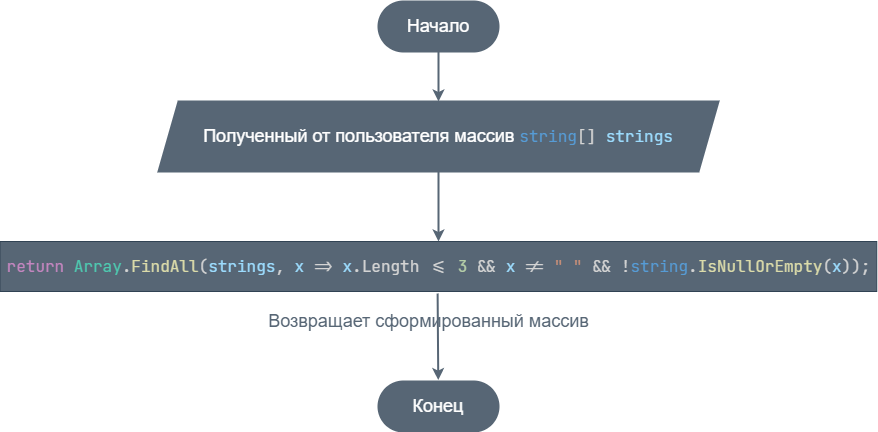 Начало
Полученный от пользователя массив string[] strings
return Array.FindAll(strings, x => x.Length <= 3 && x != " " && !string.IsNullOrEmpty(x));
Возвращает сформированный массив
Конец